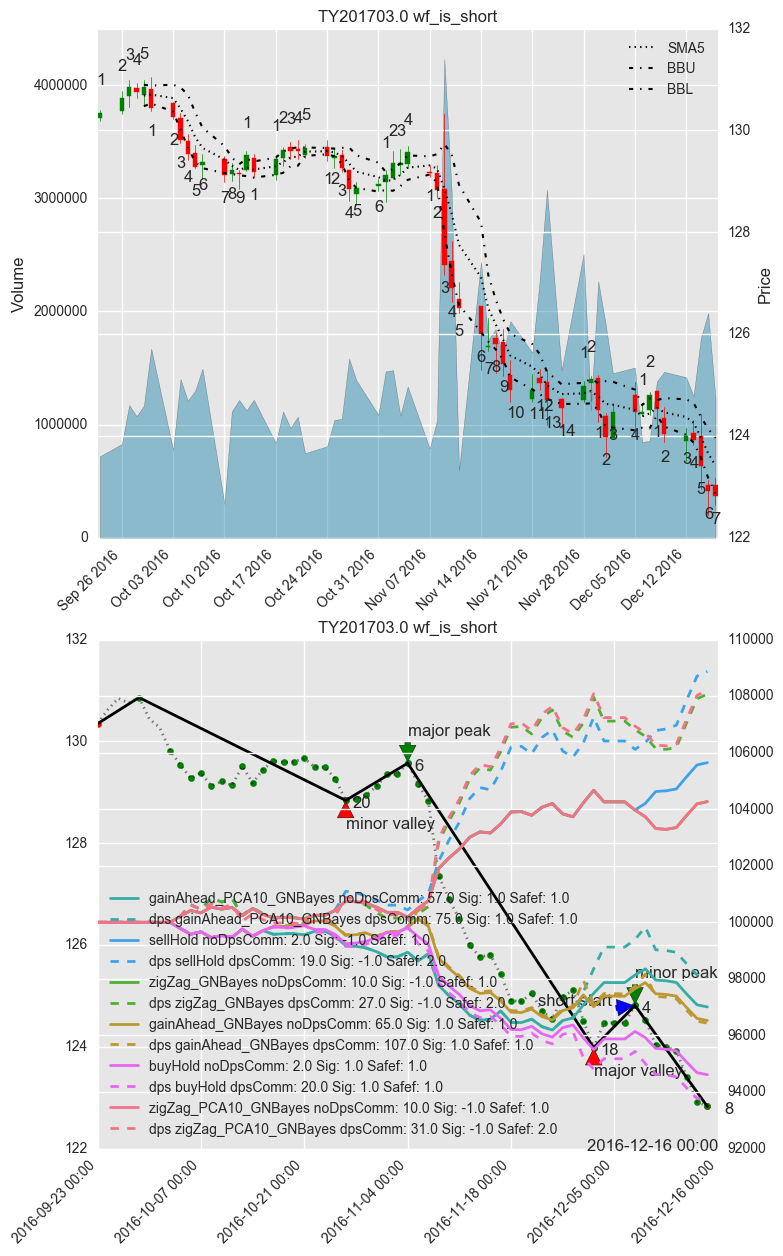 TY201703.0 wf_is_short
132
SMA5
BBU
BBL
4000000
130
3000000
128
Volume
Price
2000000
126
1000000
124
0
122
Sep 26 2016
Oct 03 2016
Oct 10 2016
Oct 17 2016
Oct 24 2016
Oct 31 2016
Nov 07 2016
Nov 14 2016
Nov 21 2016
Nov 28 2016
Dec 05 2016
Dec 12 2016
TY201703.0 wf_is_short
132
110000
108000
major peak
130
106000
6
20
104000
minor valley
128
102000
gainAhead_PCA10_GNBayes noDpsComm: 57.0 Sig: 1.0 Safef: 1.0
dps gainAhead_PCA10_GNBayes dpsComm: 75.0 Sig: 1.0 Safef: 1.0
100000
sellHold noDpsComm: 2.0 Sig: -1.0 Safef: 1.0
126
dps sellHold dpsComm: 19.0 Sig: -1.0 Safef: 2.0
minor peak
98000
zigZag_GNBayes noDpsComm: 10.0 Sig: -1.0 Safef: 1.0
dps zigZag_GNBayes dpsComm: 27.0 Sig: -1.0 Safef: 2.0
short start
4
gainAhead_GNBayes noDpsComm: 65.0 Sig: 1.0 Safef: 1.0
96000
124
dps gainAhead_GNBayes dpsComm: 107.0 Sig: 1.0 Safef: 1.0
18
buyHold noDpsComm: 2.0 Sig: 1.0 Safef: 1.0
major valley
dps buyHold dpsComm: 20.0 Sig: 1.0 Safef: 1.0
94000
zigZag_PCA10_GNBayes noDpsComm: 10.0 Sig: -1.0 Safef: 1.0
8
dps zigZag_PCA10_GNBayes dpsComm: 31.0 Sig: -1.0 Safef: 2.0
2016-12-16 00:00
122
92000
2016-09-23 00:00
2016-10-07 00:00
2016-10-21 00:00
2016-11-04 00:00
2016-11-18 00:00
2016-12-05 00:00
2016-12-16 00:00